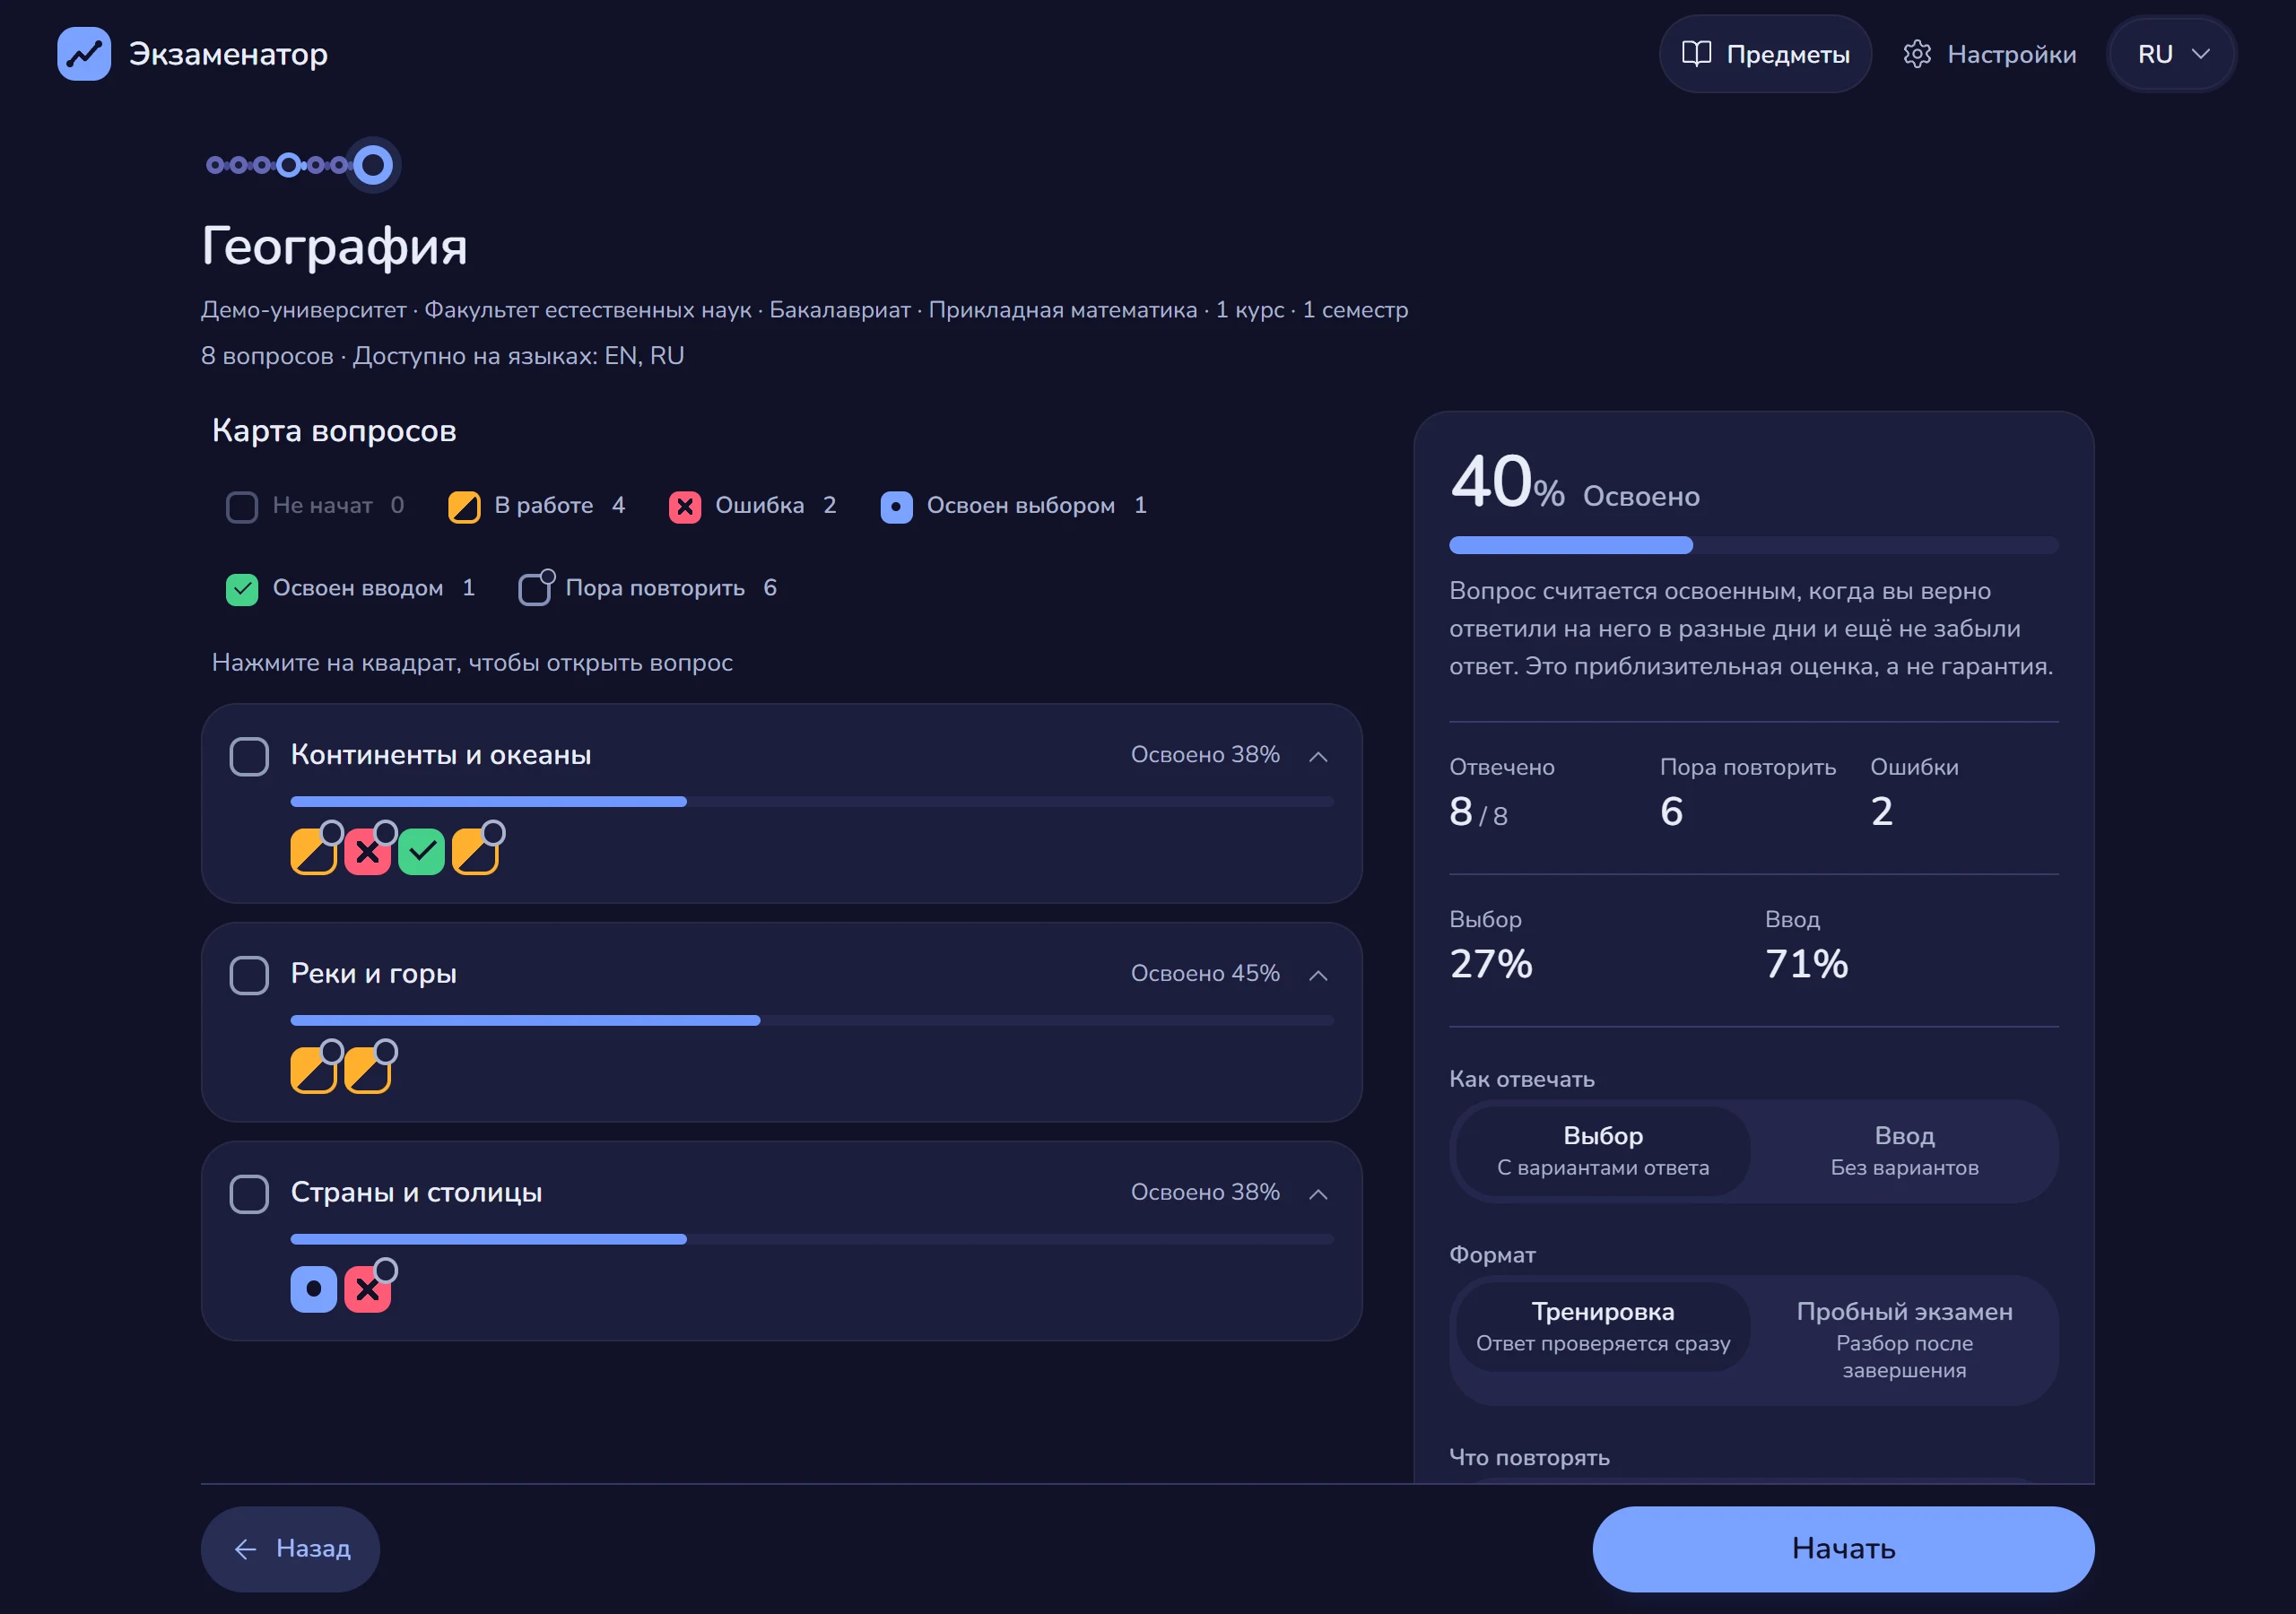 Экзаменатор
Предметы
Настройки
RU
География
Демо-университет · Факультет естественных наук · Бакалавриат · Прикладная математика · 1 курс · 1 семестр
8 вопросов · Доступно на языках: EN, RU
Карта вопросов
Не начат 0
В работе 4
Ошибка 2
Освоен выбором 1
Освоен вводом 1
Пора повторить 6
Нажмите на квадрат, чтобы открыть вопрос
Континенты и океаны
Освоено 38%
Реки и горы
Освоено 45%
Страны и столицы
Освоено 38%
40% Освоено
Вопрос считается освоенным, когда вы верно
ответили на него в разные дни и ещё не забыли
ответ. Это приблизительная оценка, а не гарантия.
Отвечено
8 / 8
Пора повторить
6
Ошибки
2
Выбор
27%
Ввод
71%
Как отвечать
Выбор
С вариантами ответа
Ввод
Без вариантов
Формат
Тренировка
Ответ проверяется сразу
Пробный экзамен
Разбор после
завершения
Что повторять
Назад
Начать